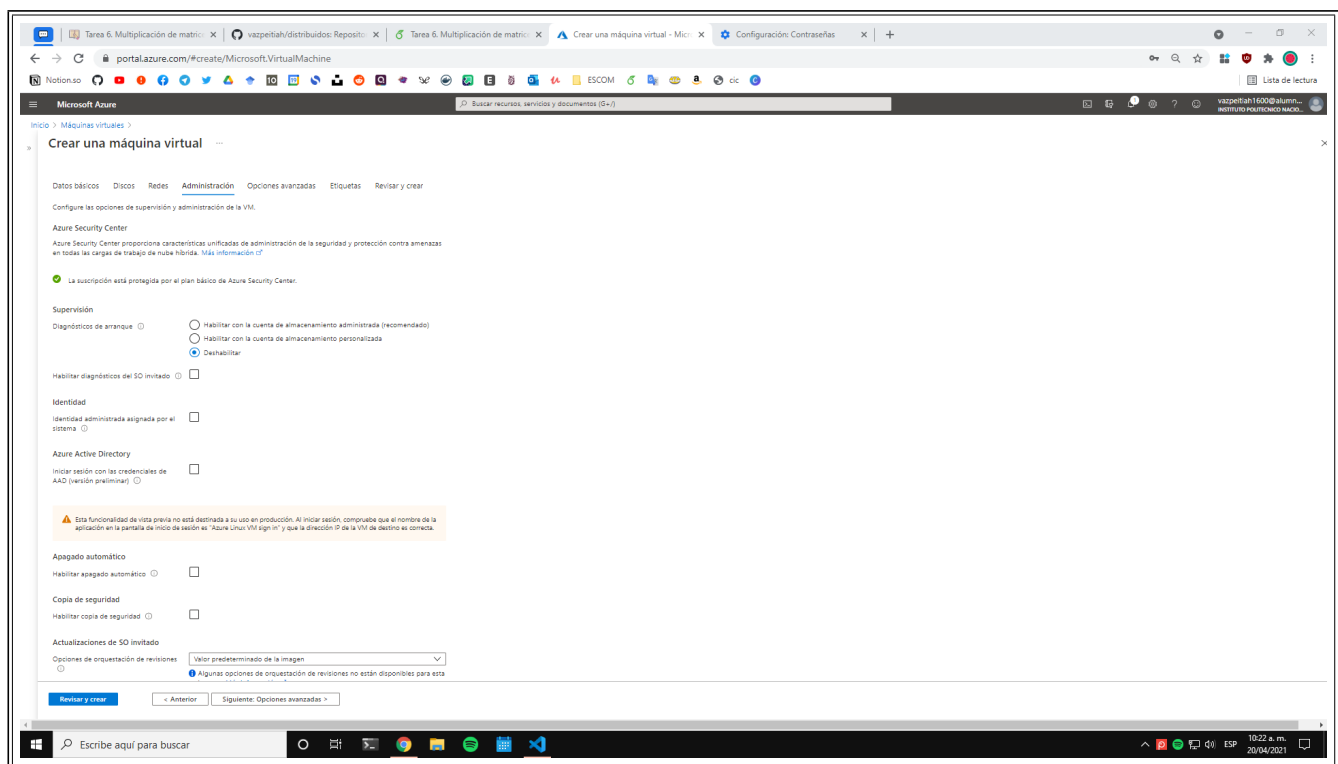 Tarea 6. Multiplicación de matric
vazpeitiah/distribuidos: Reposito
Tarea 6. Multiplicación de matric
Crear una máquina virtual - Micr
Configuración: Contraseñas
portal.azure.com/#create/Microsoft.VirtualMachine
Notion.so
ESCOM
cic
Lista de lectura
Microsoft Azure
Buscar recursos, servicios y documentos (G+/)
vazpeitiah1600@alumn...
INSTITUTO POLITECNICO NACIO...
Inicio > Máquinas virtuales >
Crear una máquina virtual ...
Datos básicos Discos Redes Administración Opciones avanzadas Etiquetas Revisar y crear
Configure las opciones de supervisión y administración de la VM.
Azure Security Center
Azure Security Center proporciona características unificadas de administración de la seguridad y protección contra amenazas
en todas las cargas de trabajo de nube híbrida. Más información
La suscripción está protegida por el plan básico de Azure Security Center.
Supervisión
Diagnósticos de arranque
Habilitar con la cuenta de almacenamiento administrada (recomendado)
Habilitar con la cuenta de almacenamiento personalizada
Deshabilitar
Habilitar diagnósticos del SO invitado
Identidad
Identidad administrada asignada por el
sistema
Azure Active Directory
Iniciar sesión con las credenciales de
AAD (versión preliminar)
Esta funcionalidad de vista previa no está destinada a su uso en producción. Al iniciar sesión, compruebe que el nombre de la
aplicación en la pantalla de inicio de sesión es "Azure Linux VM sign in" y que la dirección IP de la VM de destino es correcta.
Apagado automático
Habilitar apagado automático
Copia de seguridad
Habilitar copia de seguridad
Actualizaciones de SO invitado
Opciones de orquestación de revisiones
Valor predeterminado de la imagen
Algunas opciones de orquestación de revisiones no están disponibles para esta
Revisar y crear
< Anterior
Siguiente: Opciones avanzadas >
Escribe aquí para buscar
ESP
10:22 a. m.
20/04/2021